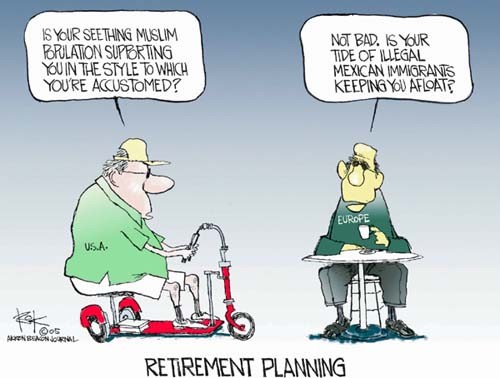 IS YOUR SEETHING MUSLIM
POPULATION SUPPORTING
YOU IN THE STYLE TO WHICH
YOU'RE ACCUSTOMED?
NOT BAD. IS YOUR
TIDE OF ILLEGAL
MEXICAN IMMIGRANTS
KEEPING YOU AFLOAT?
U.S.A.
EUROPE
©05
AKRON BEACON JOURNAL
RETIREMENT PLANNING